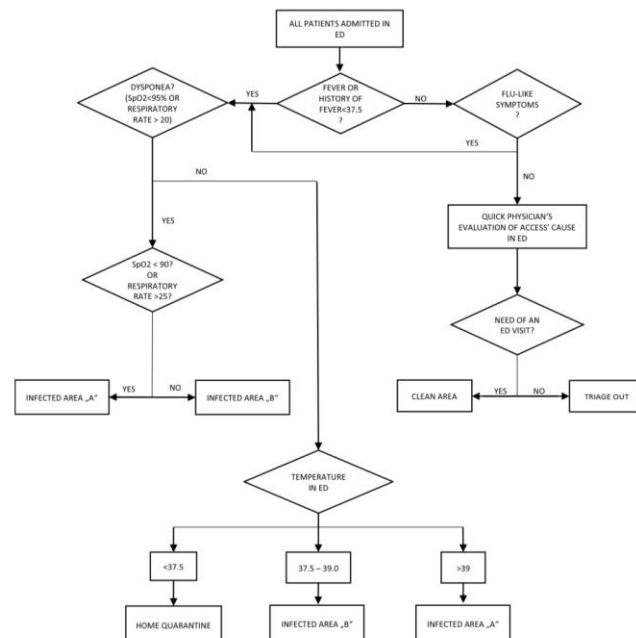 ALL PATIENTS ADMITTED IN
ED
DYSPONEA?
(SpO2<95% OR
RESPIRATORY
RATE > 20)
YES
FEVER OR
HISTORY OF
FEVER<37.5
?
NO
FLU-LIKE
SYMPTOMS
?
YES
NO
NO
QUICK PHYSICIAN'S
EVALUATION OF ACCESS' CAUSE
IN ED
YES
SpO2 < 90?
OR
RESPIRATORY
RATE >25?
NEED OF AN
ED VISIT?
INFECTED AREA „A"
YES
NO
INFECTED AREA „B"
CLEAN AREA
YES
NO
TRIAGE OUT
TEMPERATURE
IN ED
<37.5
37.5 – 39.0
>39
HOME QUARANTINE
INFECTED AREA „B"
INFECTED AREA „A"